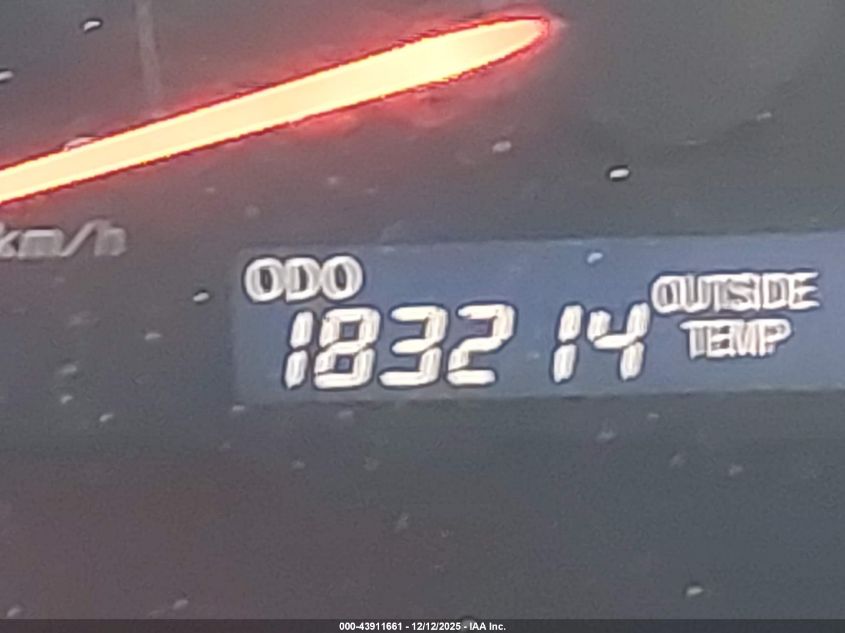 km/h
ODO
183214
OUTSIDE
TEMP
000-43911661 - 12/12/2025 - IAA Inc.